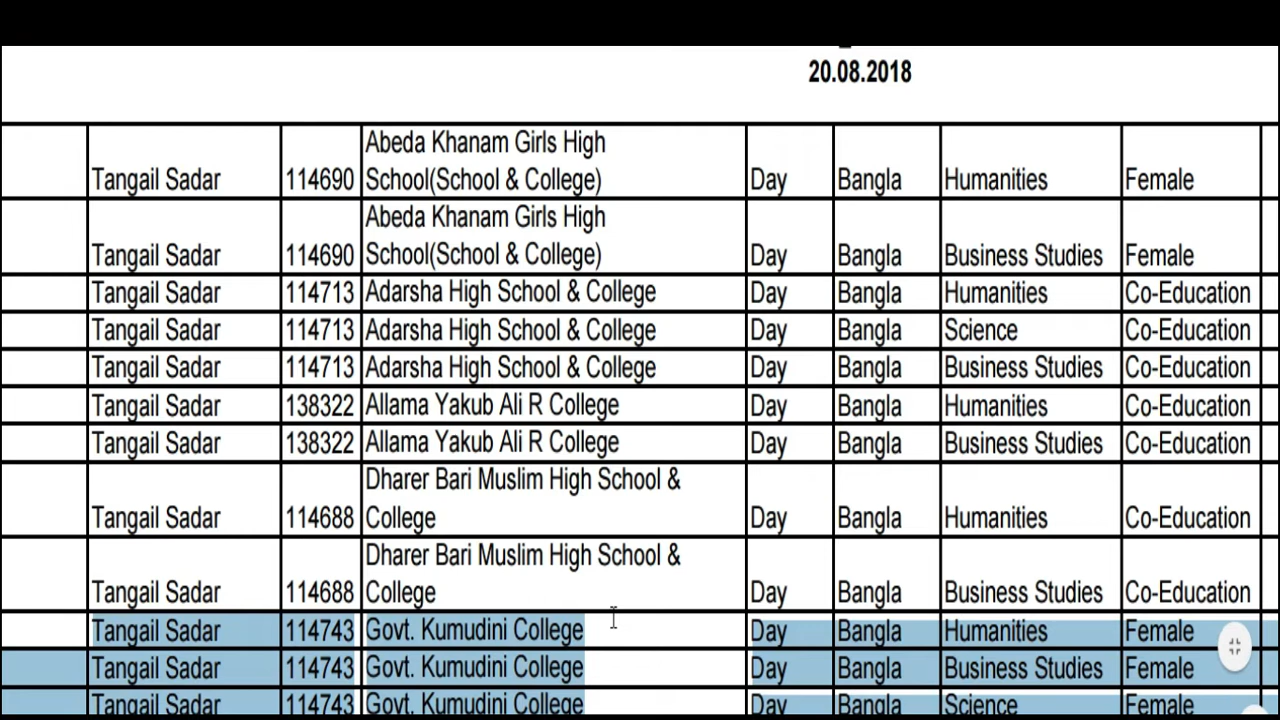 20.08.2018
Abeda Khanam Girls High
Tangail Sadar 114690 School(School & College) Day Bangla Humanities Female
Abeda Khanam Girls High
Tangail Sadar 114690 School(School & College) Day Bangla Business Studies Female
Tangail Sadar 114713 Adarsha High School & College Day Bangla Humanities Co-Education
Tangail Sadar 114713 Adarsha High School & College Day Bangla Science Co-Education
Tangail Sadar 114713 Adarsha High School & College Day Bangla Business Studies Co-Education
Tangail Sadar 138322 Allama Yakub Ali R College Day Bangla Humanities Co-Education
Tangail Sadar 138322 Allama Yakub Ali R College Day Bangla Business Studies Co-Education
Dharer Bari Muslim High School &
Tangail Sadar 114688 College Day Bangla Humanities Co-Education
Dharer Bari Muslim High School &
Tangail Sadar 114688 College Day Bangla Business Studies Co-Education
Tangail Sadar 114743 Govt. Kumudini College Day Bangla Humanities Female
Tangail Sadar 114743 Govt. Kumudini College Day Bangla Business Studies Female
Tangail Sadar 114743 Govt. Kumudini College Day Bangla Science Female